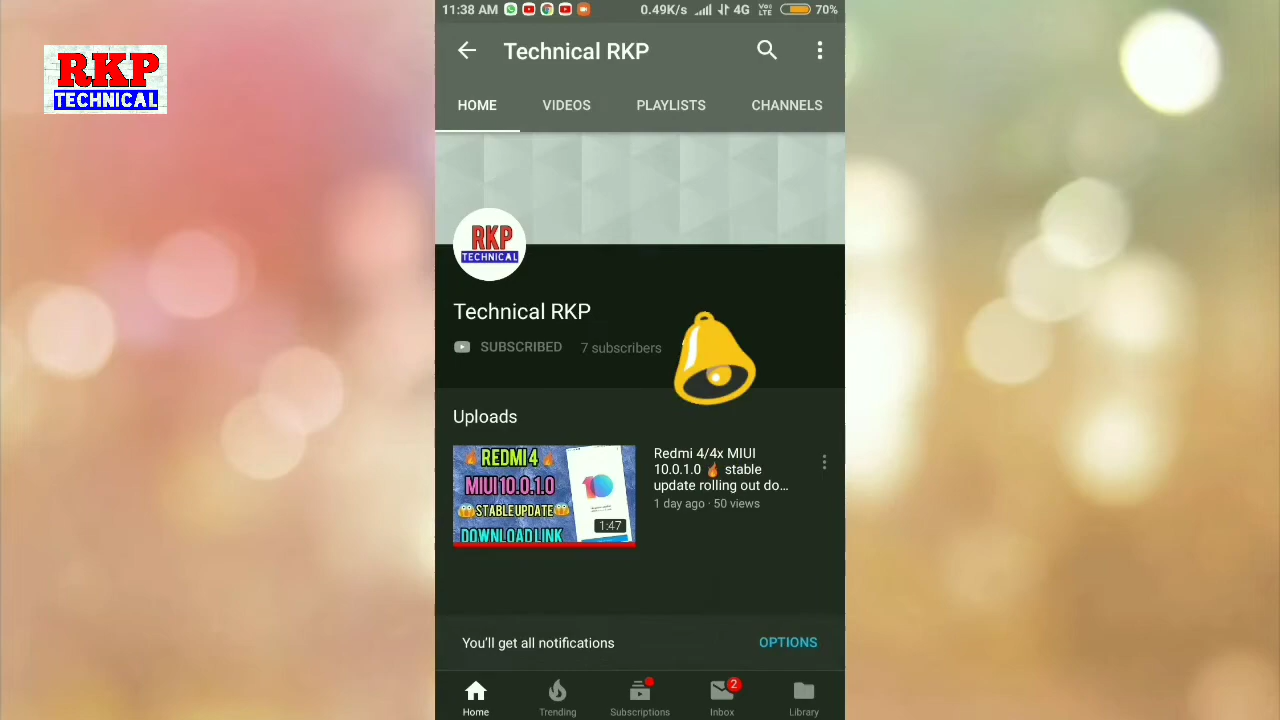 11:38 AM 0.49K/s 4G VoLTE 70%
RKP
TECHNICAL
Technical RKP
HOME VIDEOS PLAYLISTS CHANNELS
RKP
TECHNICAL
Technical RKP
SUBSCRIBED 7 subscribers
Uploads
REDMI 4
MIUI 10.0.1.0
STABLE UPDATE
DOWNLOAD LINK
10
1:47
Redmi 4/4x MIUI
10.0.1.0 🔥 stable
update rolling out do...
1 day ago · 50 views
You'll get all notifications OPTIONS
2
Home Trending Subscriptions Inbox Library